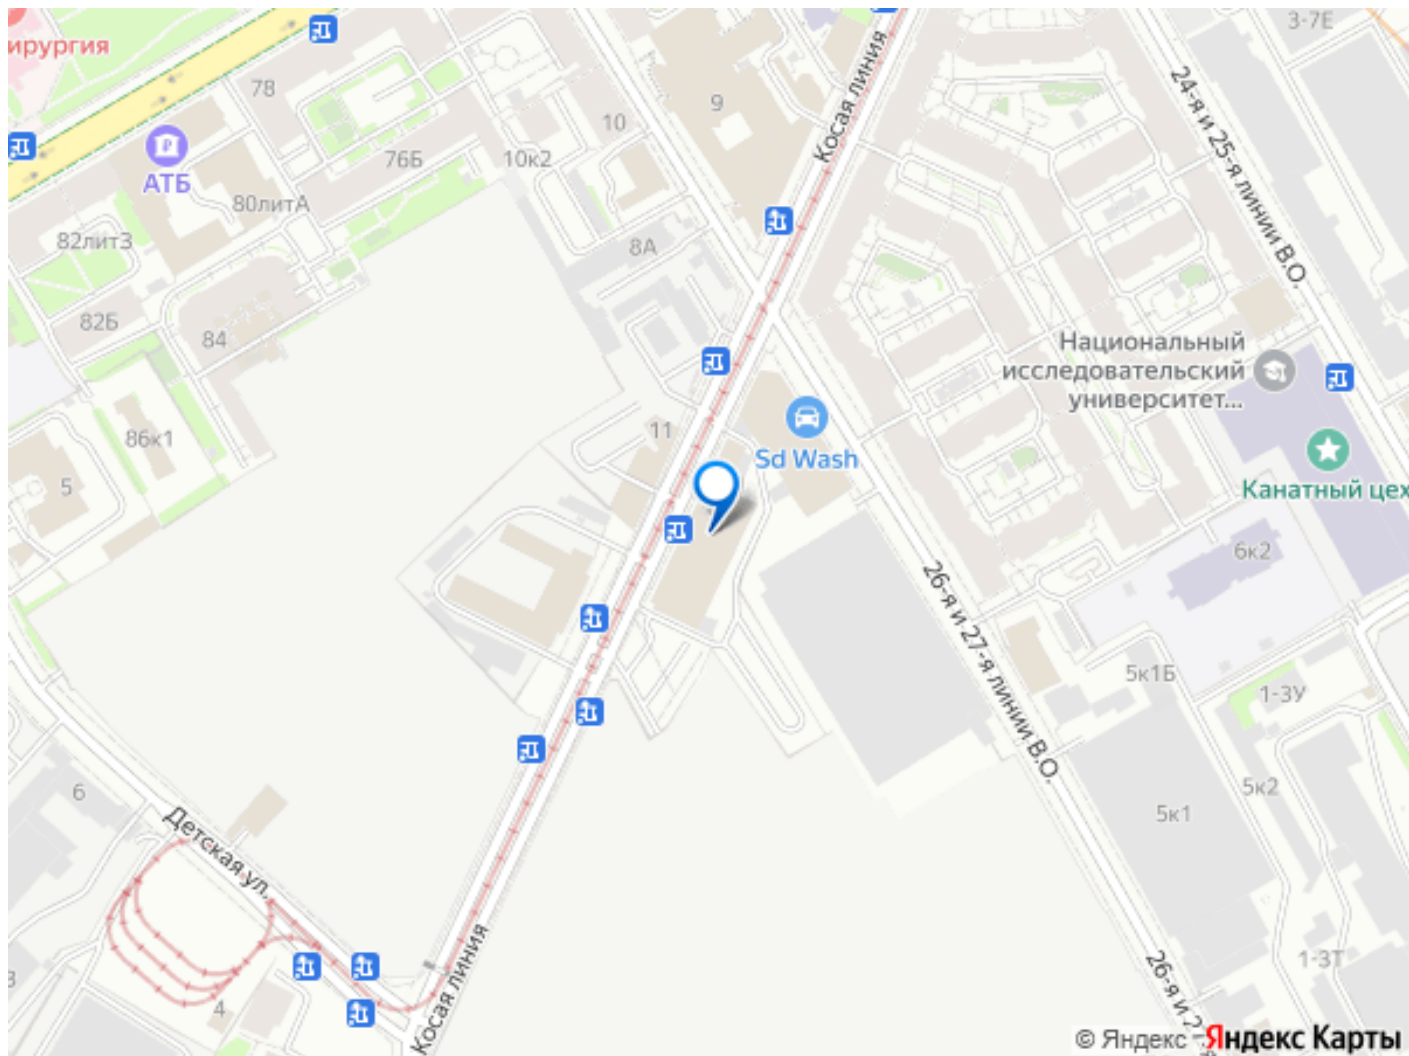 3-7Е
ирургия
78
9
Косая линия
24-я и 25-я линии В.О.
10
76Б
10к2
АТБ
80литА
82лит3
8А
82Б
84
Национальный
исследовательский
университет...
86к1
11
Sd Wash
5
Канатный цех
6к2
26-я и 27-я линии В.О.
5к1Б
1-3У
6
5к2
5к1
Детская ул.
Косая линия
26-я и 2
1-3Т
4
© Яндекс Яндекс Карты